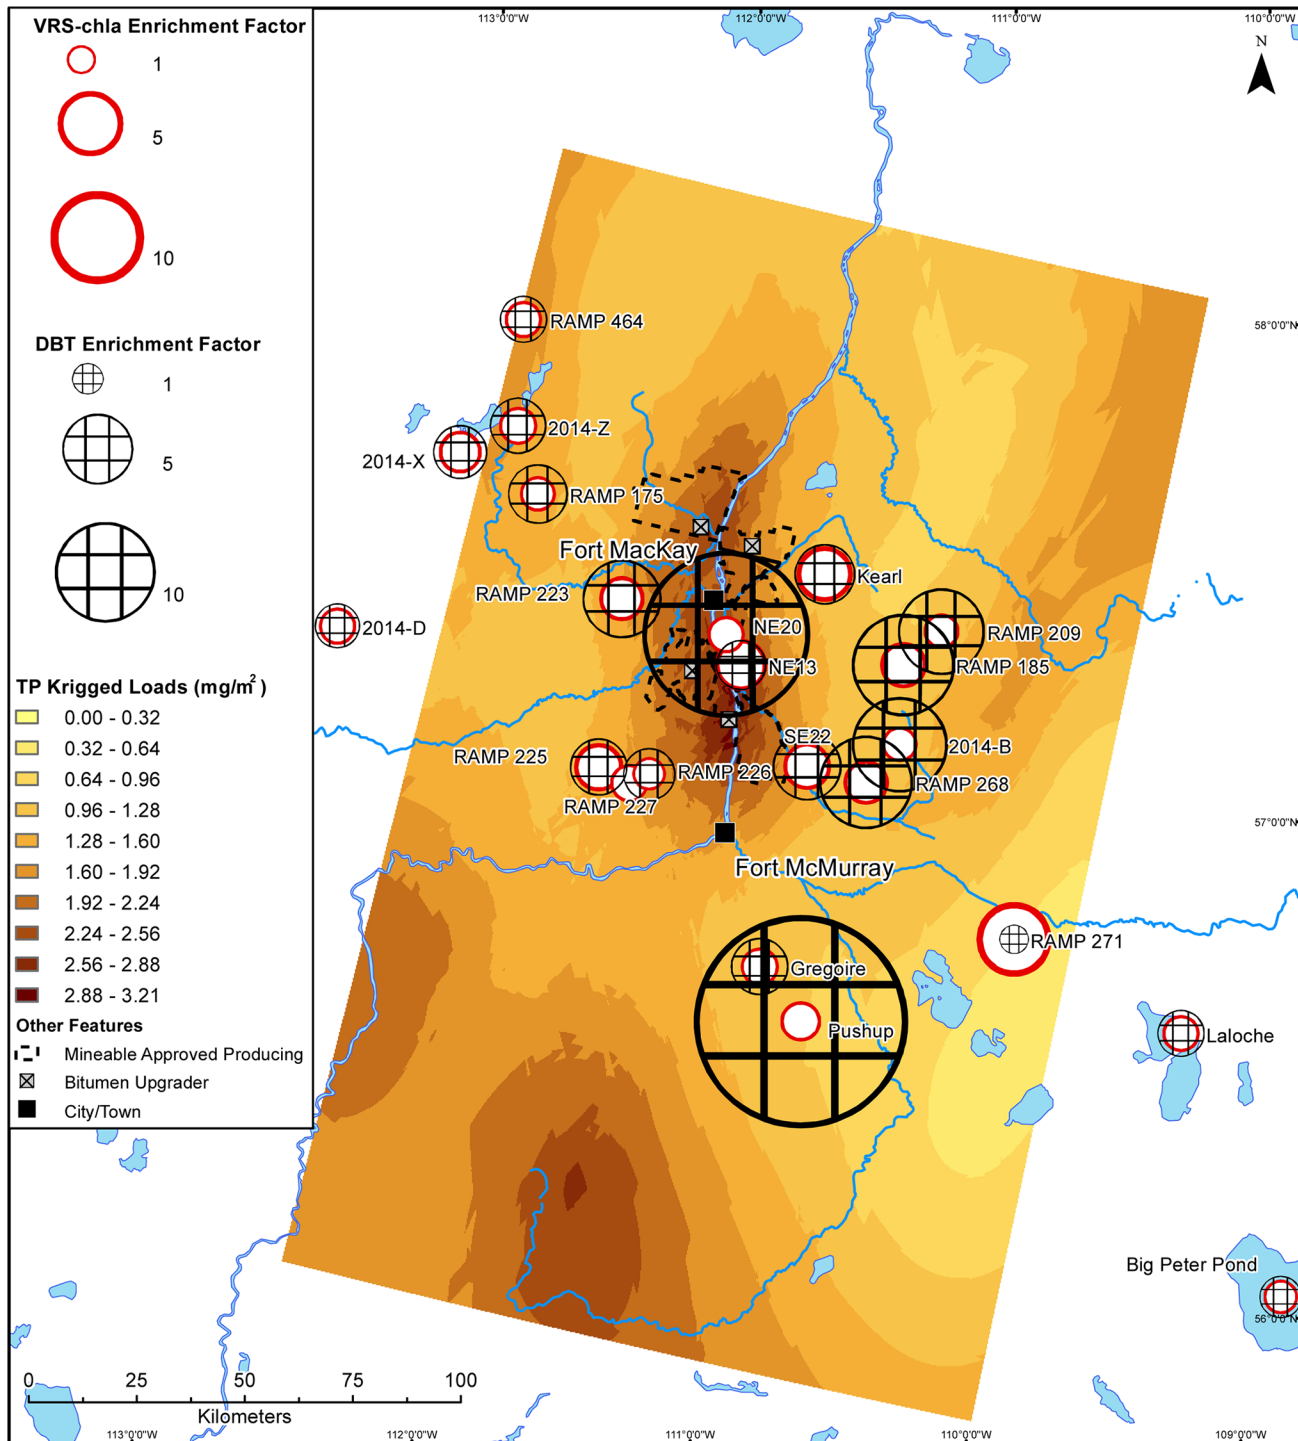 VRS-chla Enrichment Factor
1
5
10
DBT Enrichment Factor
1
5
10
TP Krigged Loads (mg/m²)
0.00 - 0.32
0.32 - 0.64
0.64 - 0.96
0.96 - 1.28
1.28 - 1.60
1.60 - 1.92
1.92 - 2.24
2.24 - 2.56
2.56 - 2.88
2.88 - 3.21
Other Features
Mineable Approved Producing
Bitumen Upgrader
City/Town
113°0'0"W
112°0'0"W
111°0'0"W
110°0'0"W
N
58°0'0"N
RAMP 464
2014-Z
2014-X
RAMP 175
Fort MacKay
Kearl
RAMP 223
2014-D
NE20
RAMP 209
NE13
RAMP 185
SE22
2014-B
RAMP 225
RAMP 226
RAMP 268
RAMP 227
57°0'0"N
Fort McMurray
RAMP 271
Gregoire
Pushup
Laloche
Big Peter Pond
56°0'0"N
0 25 50 75 100
Kilometers
113°0'0"W
112°0'0"W
111°0'0"W
110°0'0"W
109°0'0"W